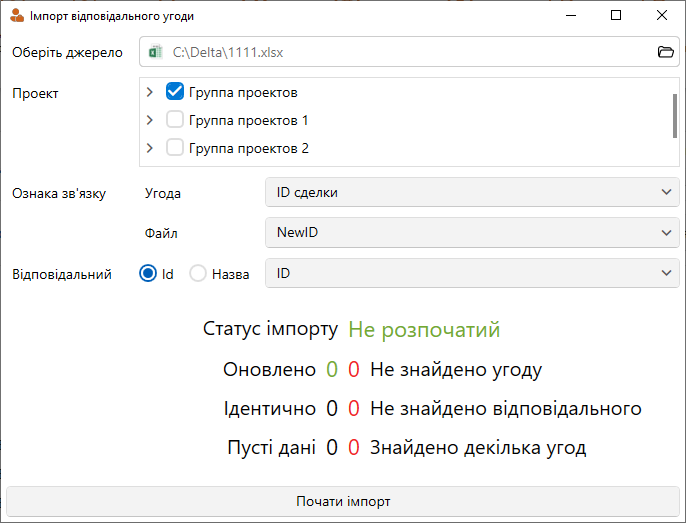 Імпорт відповідального угоди
Оберіть джерело C:\Delta\1111.xlsx
Проект Группа проектов
Группа проектов 1
Группа проектов 2
Ознака зв'язку Угода ID сделки
Файл NewID
Відповідальний Id Назва ID
Статус імпорту Не розпочатий
Оновлено 0 0 Не знайдено угоду
Ідентично 0 0 Не знайдено відповідального
Пусті дані 0 0 Знайдено декілька угод
Почати імпорт